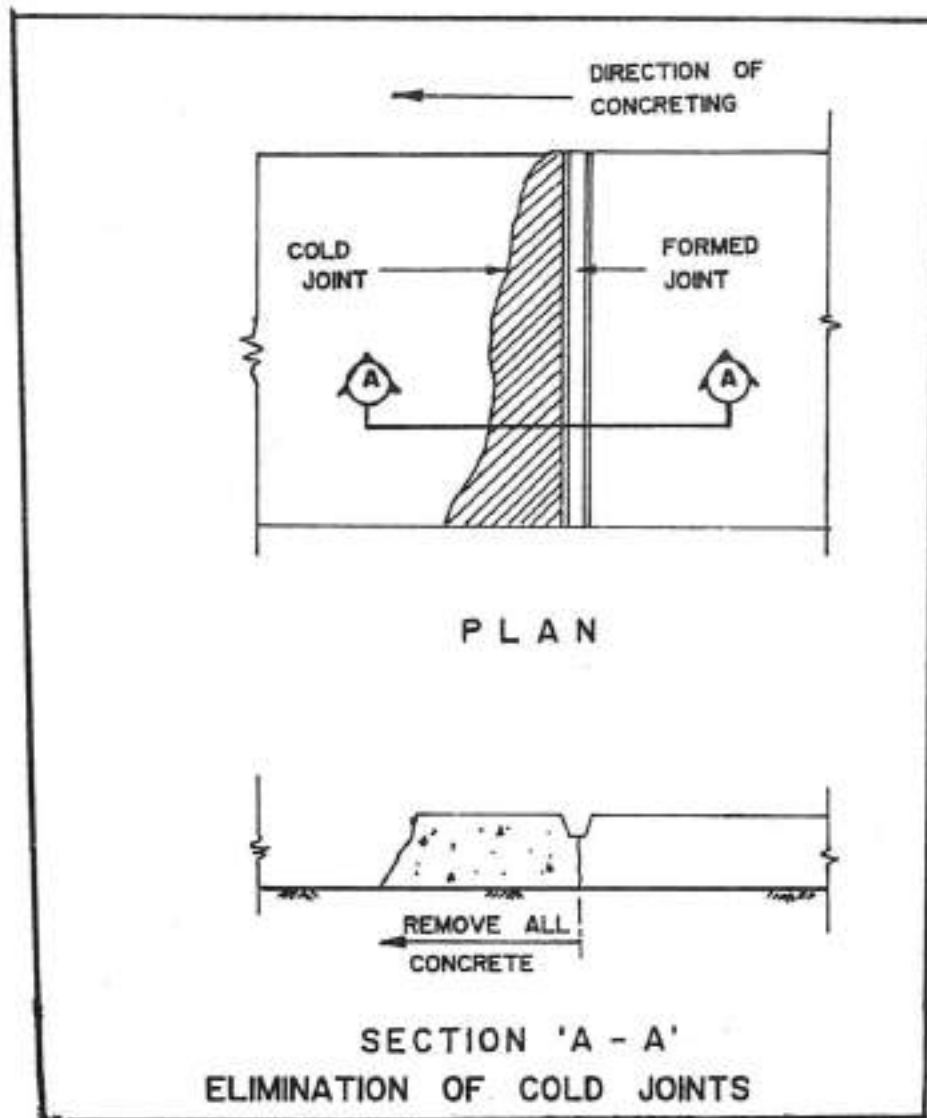 DIRECTION OF
CONCRETING
COLD
JOINT
FORMED
JOINT
A
A
PLAN
REMOVE ALL
CONCRETE
SECTION 'A - A'
ELIMINATION OF COLD JOINTS